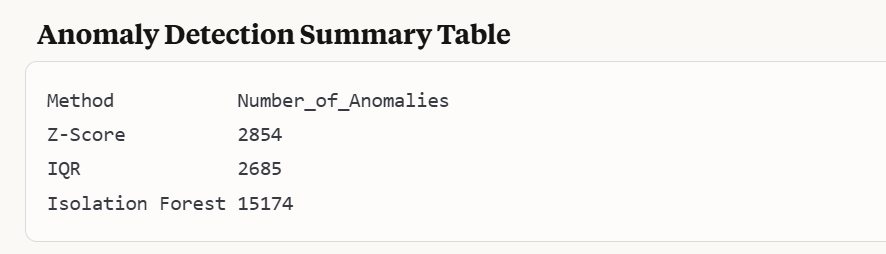 Anomaly Detection Summary Table
Method Number_of_Anomalies
Z-Score 2854
IQR 2685
Isolation Forest 15174